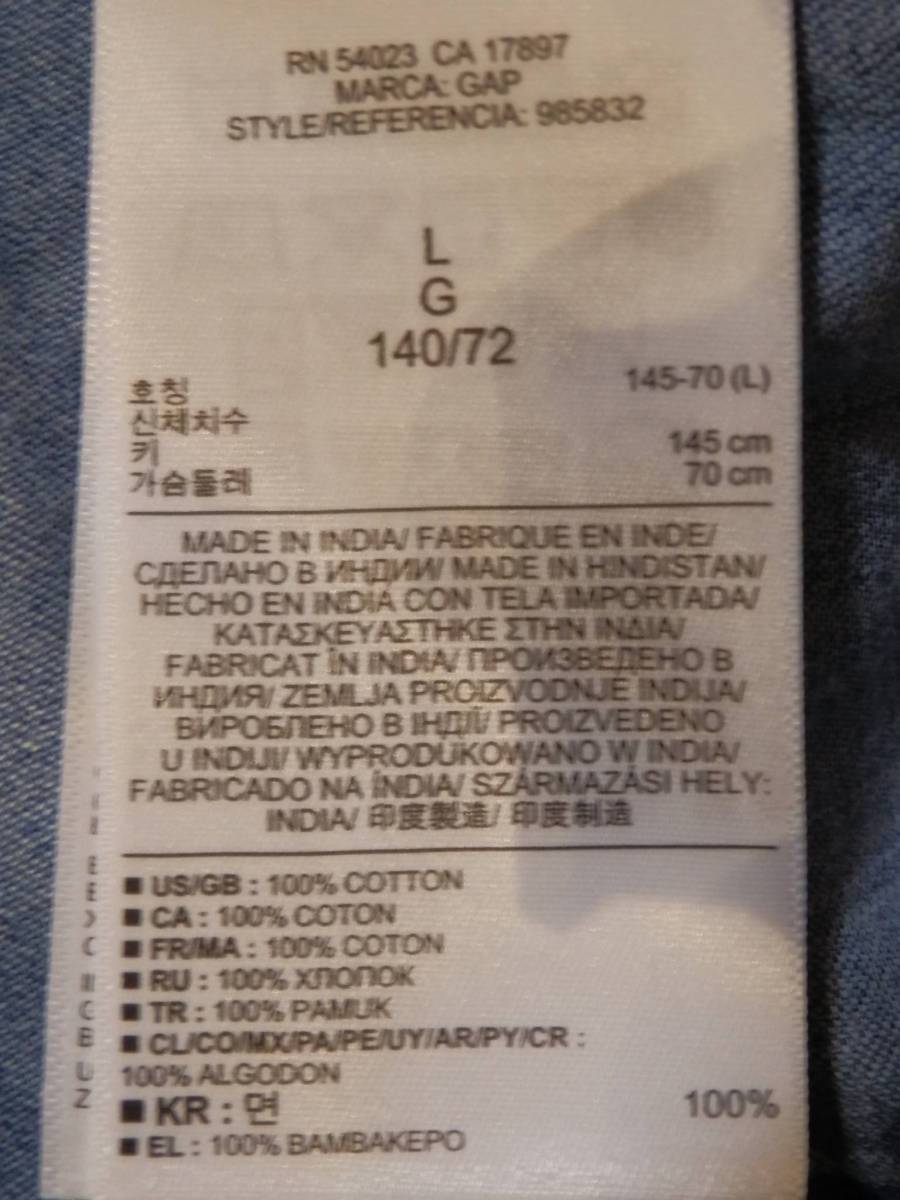 RN 54023 CA 17897
MARCA: GAP
STYLE/REFERENCIA: 985832
L
G
140/72
호칭 145-70 (L)
신체치수
키 145 cm
가슴둘레 70 cm
MADE IN INDIA/ FABRIQUE EN INDE/
СДЕЛАНО В ИНДИИ/ MADE IN HINDISTAN/
HECHO EN INDIA CON TELA IMPORTADA/
ΚΑΤΑΣΚΕΥΑΣΤΗΚΕ ΣΤΗΝ ΙΝΔΙΑ/
FABRICAT ÎN INDIA/ ПРОИЗВЕДЕНО В
ИНДИЯ/ ZEMLJA PROIZVODNJE INDIJA/
ВИРОБЛЕНО В ІНДІЇ/ PROIZVEDENO
U INDIJI/ WYPRODUKOWANO W INDIA/
FABRICADO NA ÍNDIA/ SZÁRMAZÁSI HELY:
INDIA/ 印度製造/ 印度制造
■ US/GB : 100% COTTON
■ CA : 100% COTON
■ FR/MA : 100% COTON
■ RU : 100% ХЛОПОК
■ TR : 100% PAMUK
■ CL/CO/MX/PA/PE/UY/AR/PY/CR :
100% ALGODON
■ KR : 면 100%
■ EL : 100% ΒΑΜΒΑΚΕΡΟ